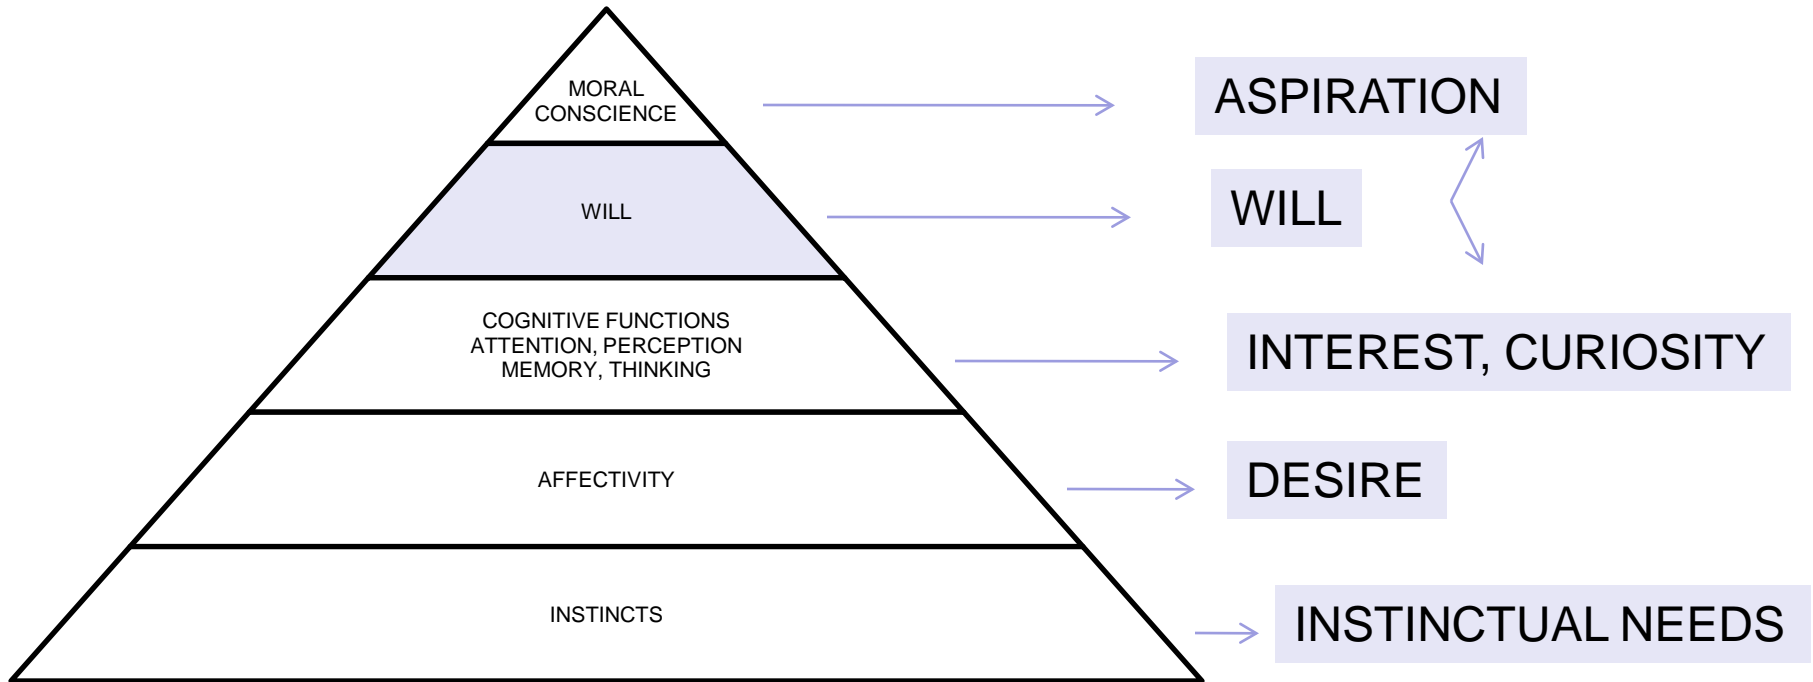 MORAL
CONSCIENCE
ASPIRATION
WILL
WILL
COGNITIVE FUNCTIONS
ATTENTION, PERCEPTION
MEMORY, THINKING
INTEREST, CURIOSITY
AFFECTIVITY
DESIRE
INSTINCTS
INSTINCTUAL NEEDS